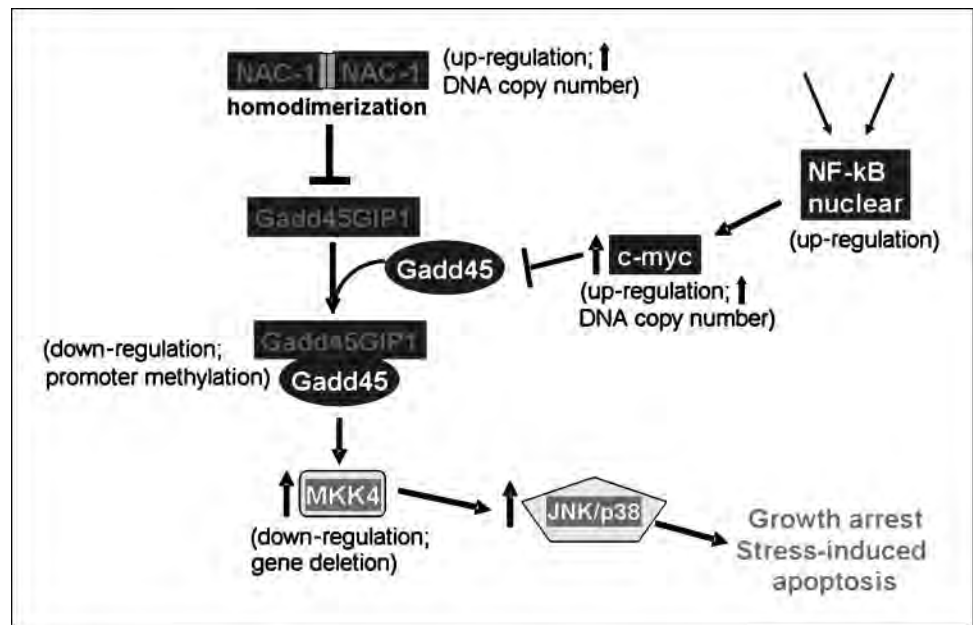 NAC-1 NAC-1
homodimerization
(up-regulation; ↑
DNA copy number)
NF-kB
nuclear
(up-regulation)
Gadd45GIP1
Gadd45
c-myc
(up-regulation; ↑
DNA copy number)
Gadd45GIP1
Gadd45
(down-regulation;
promoter methylation)
MKK4
(down-regulation;
gene deletion)
JNK/p38
Growth arrest
Stress-induced
apoptosis